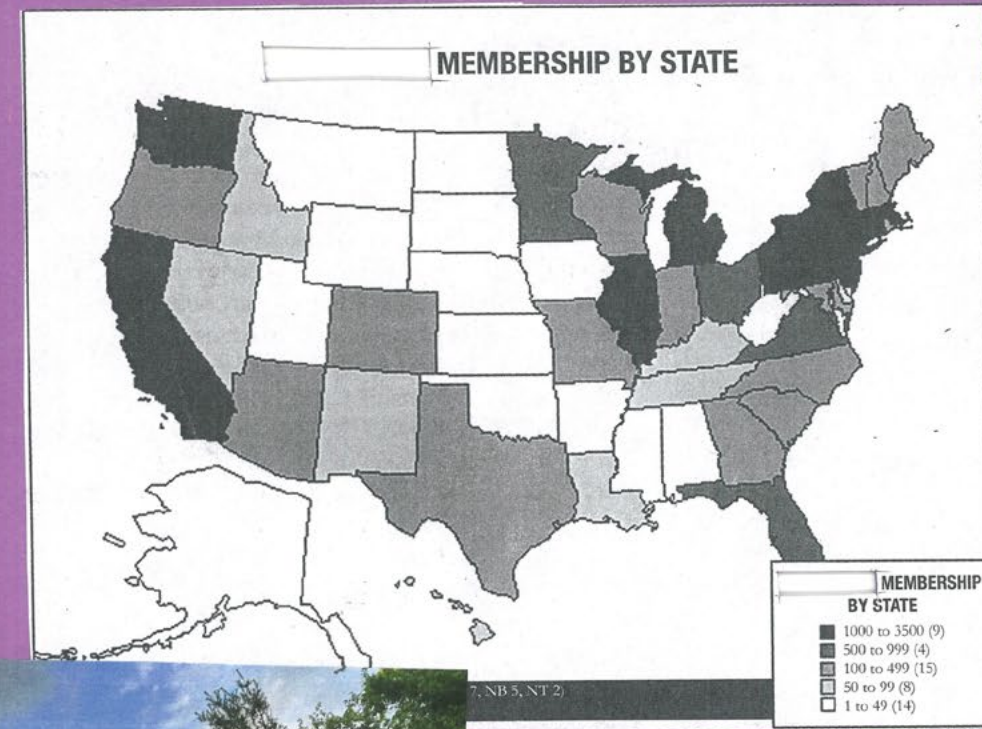 MEMBERSHIP BY STATE
7, NB 5, NT 2)
MEMBERSHIP
BY STATE
1000 to 3500 (9)
500 to 999 (4)
100 to 499 (15)
50 to 99 (8)
1 to 49 (14)